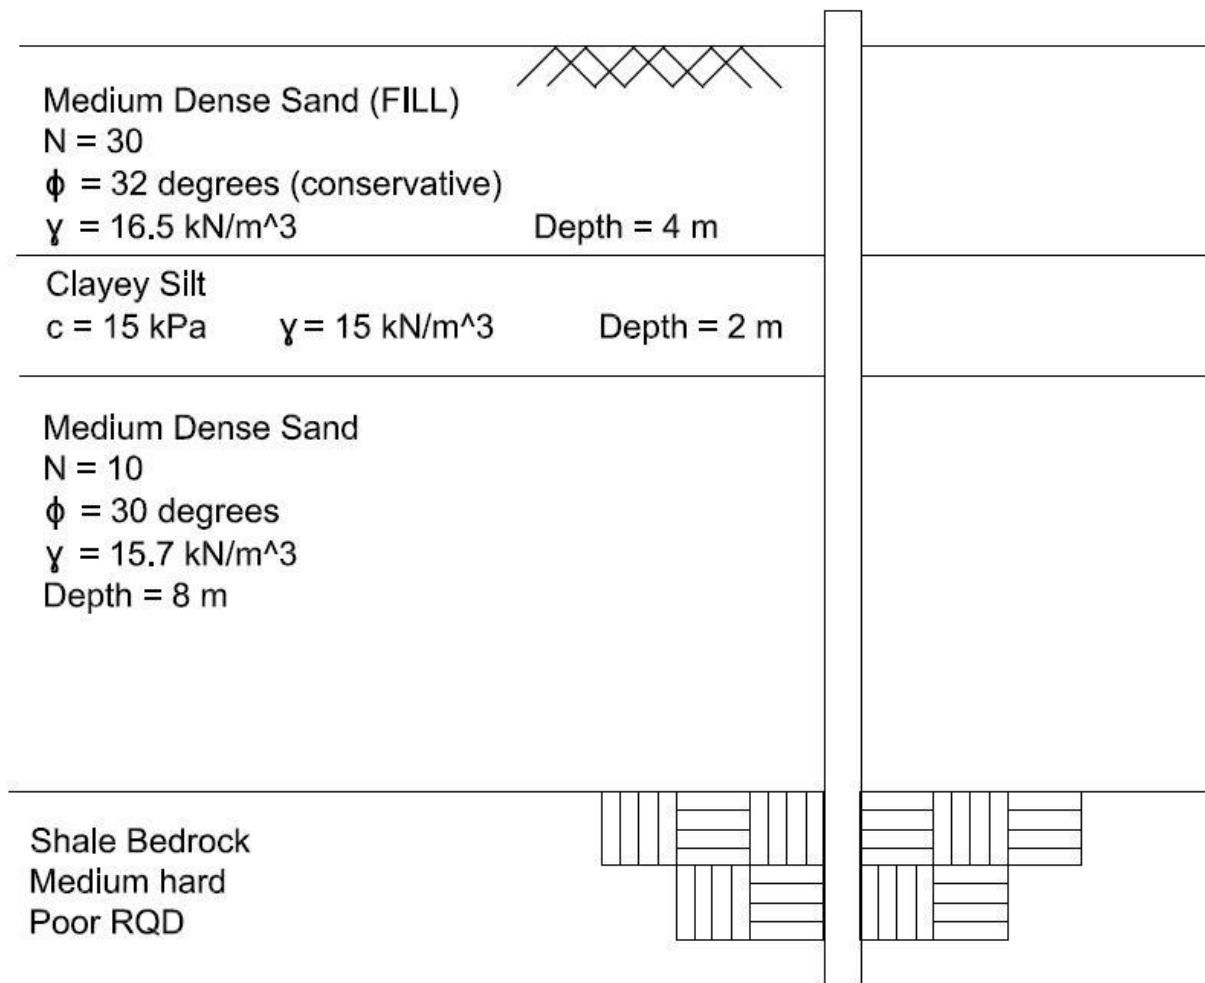 Medium Dense Sand (FILL)
N = 30
ϕ = 32 degrees (conservative)
ɣ = 16.5 kN/m^3 Depth = 4 m
Clayey Silt
c = 15 kPa ɣ = 15 kN/m^3 Depth = 2 m
Medium Dense Sand
N = 10
ϕ = 30 degrees
ɣ = 15.7 kN/m^3
Depth = 8 m
Shale Bedrock
Medium hard
Poor RQD